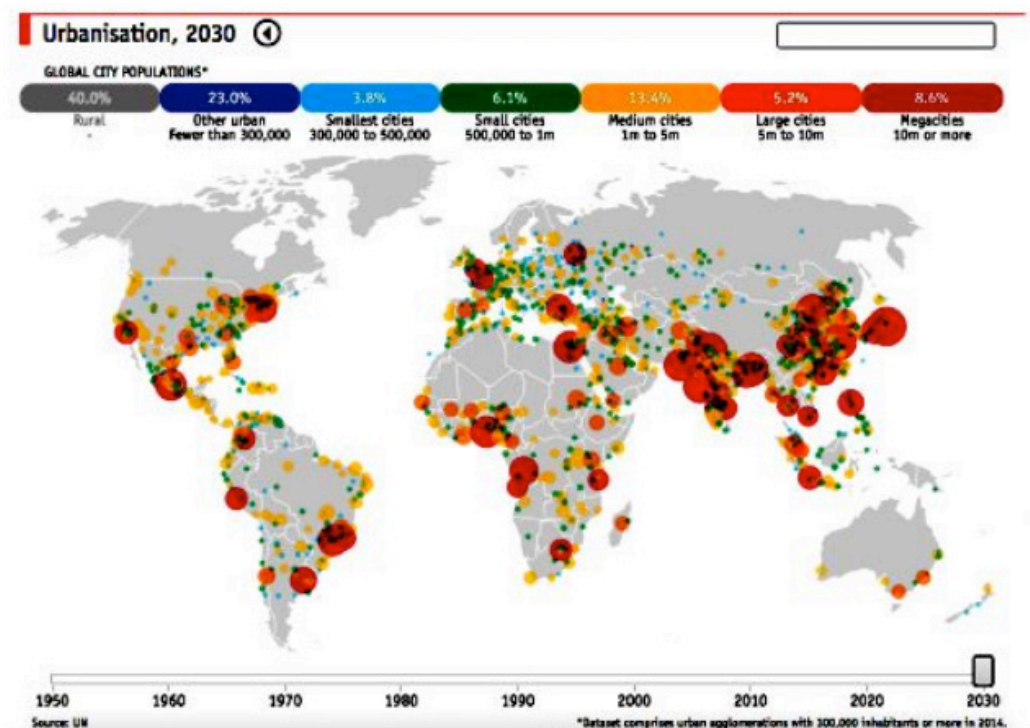 Urbanisation, 2030
GLOBAL CITY POPULATIONS*
40.0% 23.0% 3.8% 6.1% 13.4% 5.2% 8.6%
Rural Other urban Smallest cities Small cities Medium cities Large cities Megacities
Fewer than 300,000 300,000 to 500,000 500,000 to 1m 1m to 5m 5m to 10m 10m or more
1950 1960 1970 1980 1990 2000 2010 2020 2030
Source: UN *Dataset comprises urban agglomerations with 300,000 inhabitants or more in 2014.